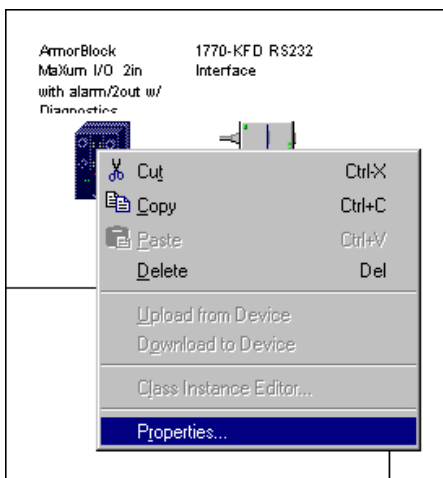 ArmorBlock
MaXum I/O 2in
with alarm/2out w/
Diagnostics
1770-KFD RS232
Interface
Cut Ctrl-X
Copy Ctrl+C
Paste Ctrl+V
Delete Del
Upload from Device
Download to Device
Class Instance Editor...
Properties...